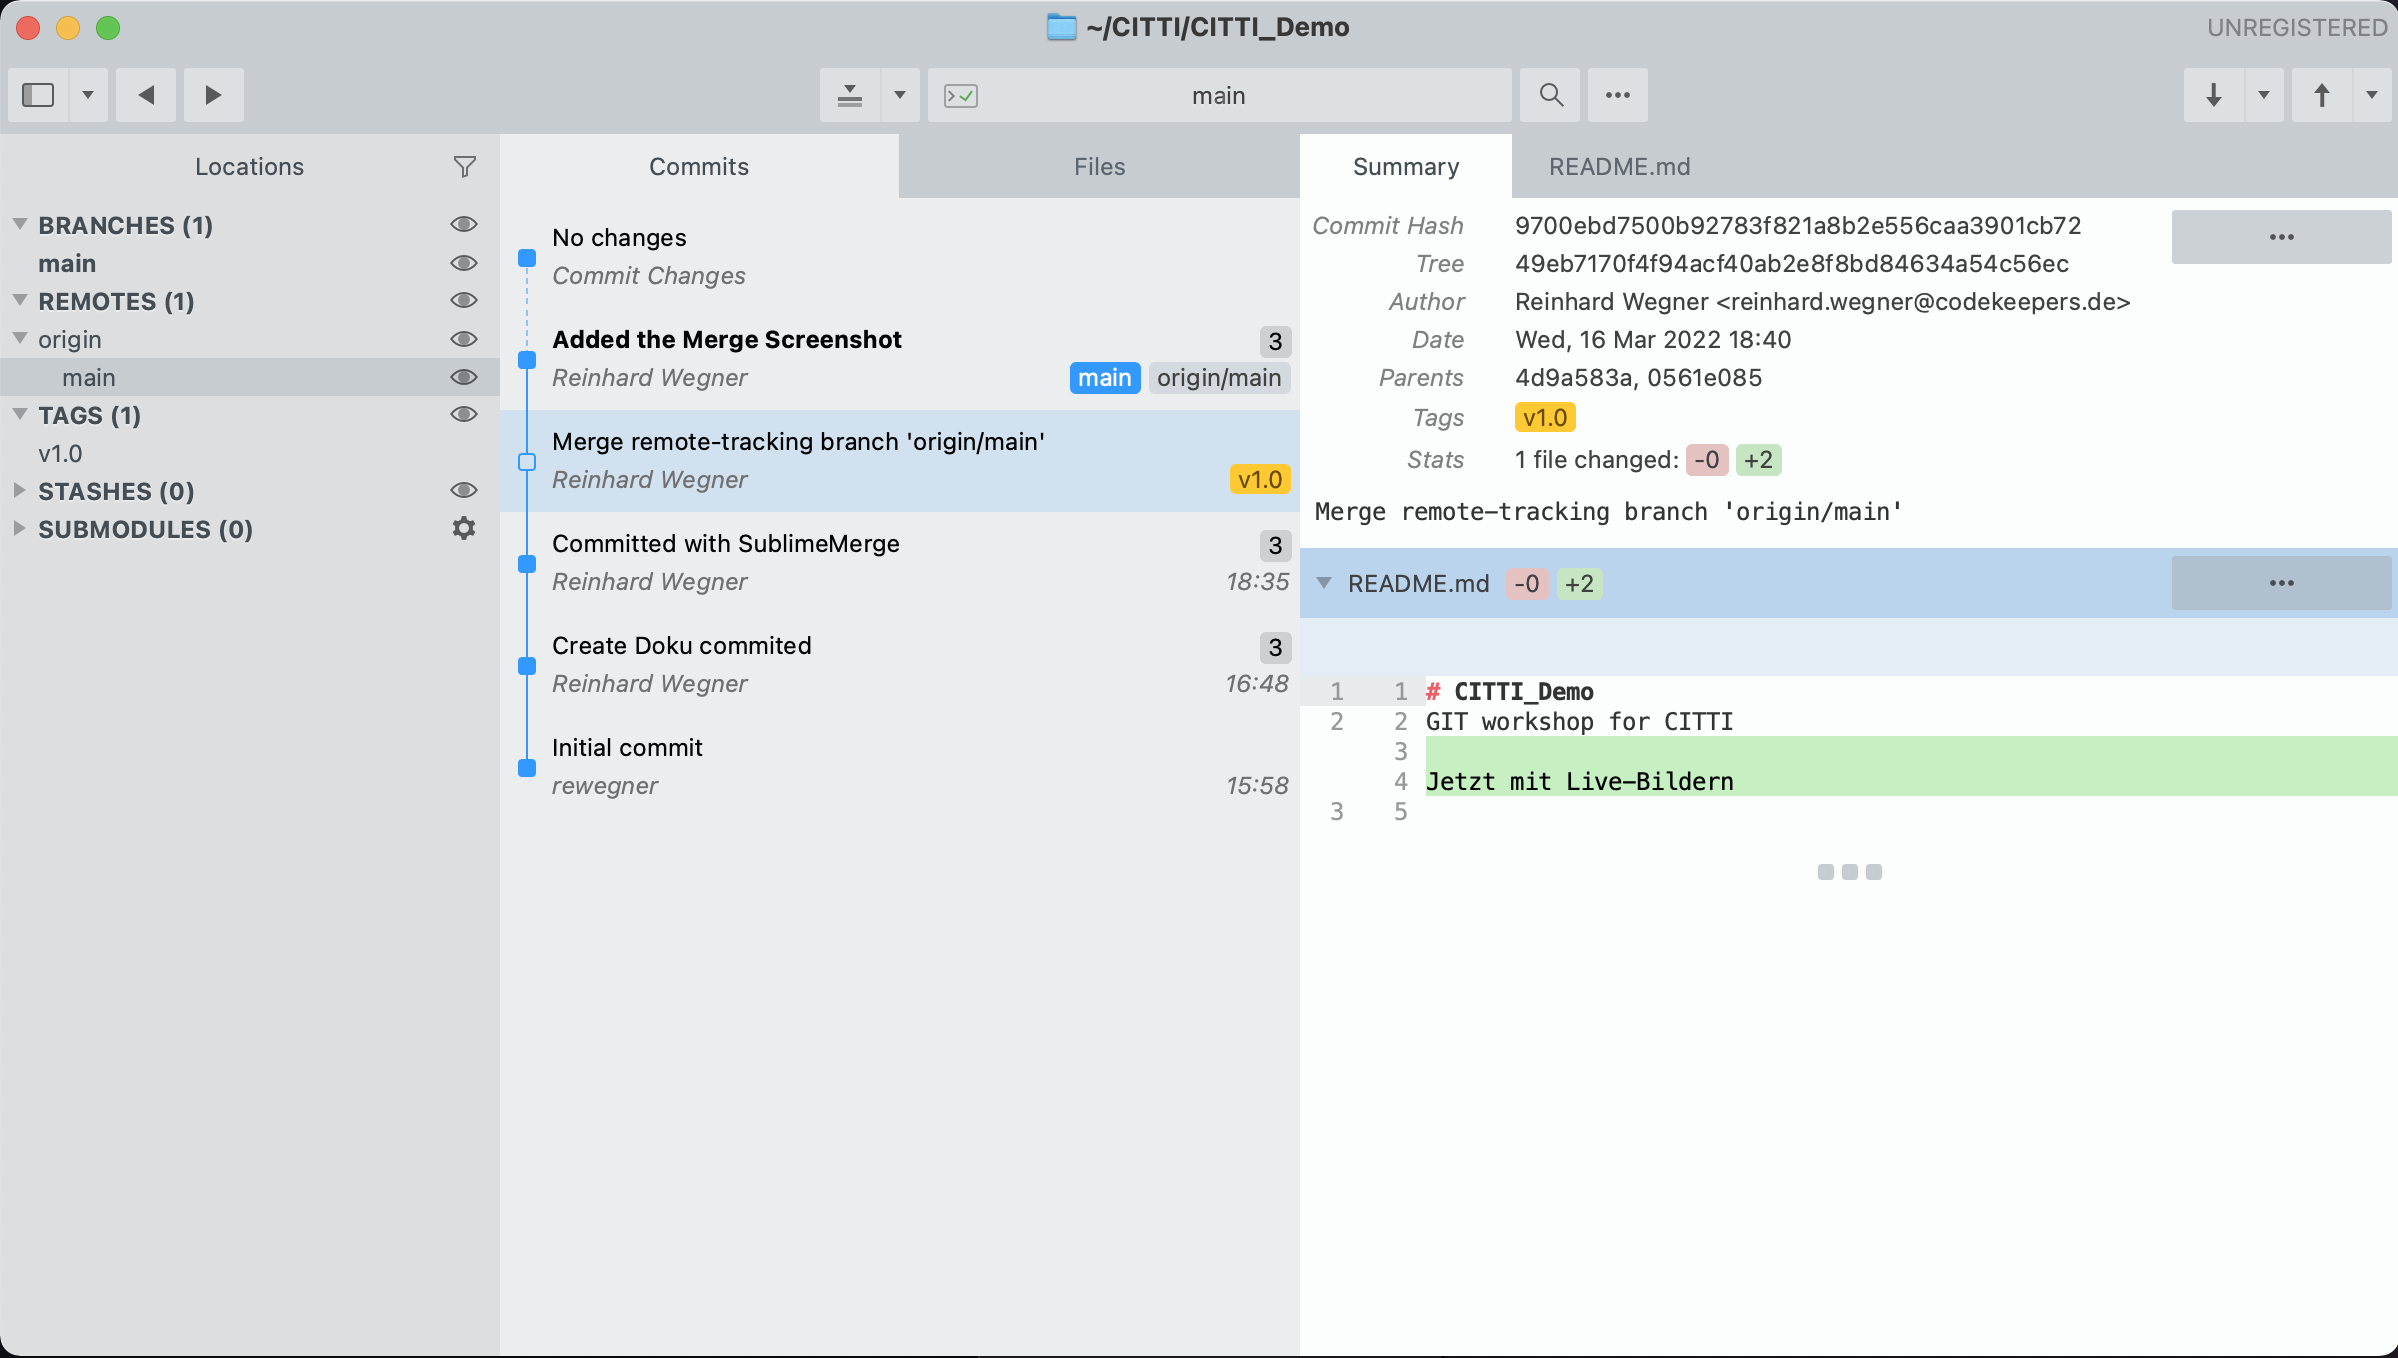 ~/CITTI/CITTI_Demo
UNREGISTERED
main
Locations
BRANCHES (1)
main
REMOTES (1)
origin
main
TAGS (1)
v1.0
STASHES (0)
SUBMODULES (0)
Commits
Files
No changes
Commit Changes
Added the Merge Screenshot 3
Reinhard Wegner main origin/main
Merge remote-tracking branch 'origin/main'
Reinhard Wegner v1.0
Committed with SublimeMerge 3
Reinhard Wegner 18:35
Create Doku commited 3
Reinhard Wegner 16:48
Initial commit
rewegner 15:58
Summary
README.md
Commit Hash 9700ebd7500b92783f821a8b2e556caa3901cb72
Tree 49eb7170f4f94acf40ab2e8f8bd84634a54c56ec
Author Reinhard Wegner <reinhard.wegner@codekeepers.de>
Date Wed, 16 Mar 2022 18:40
Parents 4d9a583a, 0561e085
Tags v1.0
Stats 1 file changed: -0 +2
Merge remote-tracking branch 'origin/main'
README.md -0 +2
1 1 # CITTI_Demo
2 2 GIT workshop for CITTI
3
4 Jetzt mit Live-Bildern
3 5